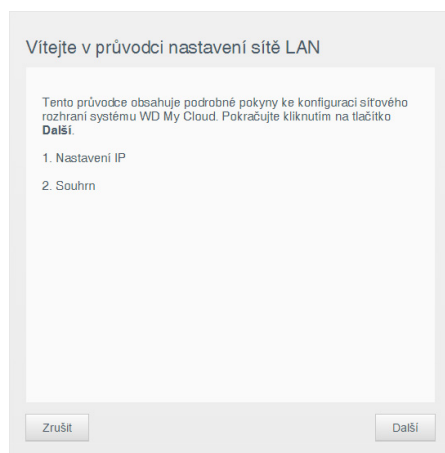 Vítejte v průvodci nastavení sítě LAN
Tento průvodce obsahuje podrobné pokyny ke konfiguraci síťového
rozhraní systému WD My Cloud. Pokračujte kliknutím na tlačítko
Další.
1. Nastavení IP
2. Souhrn
Zrušit
Další